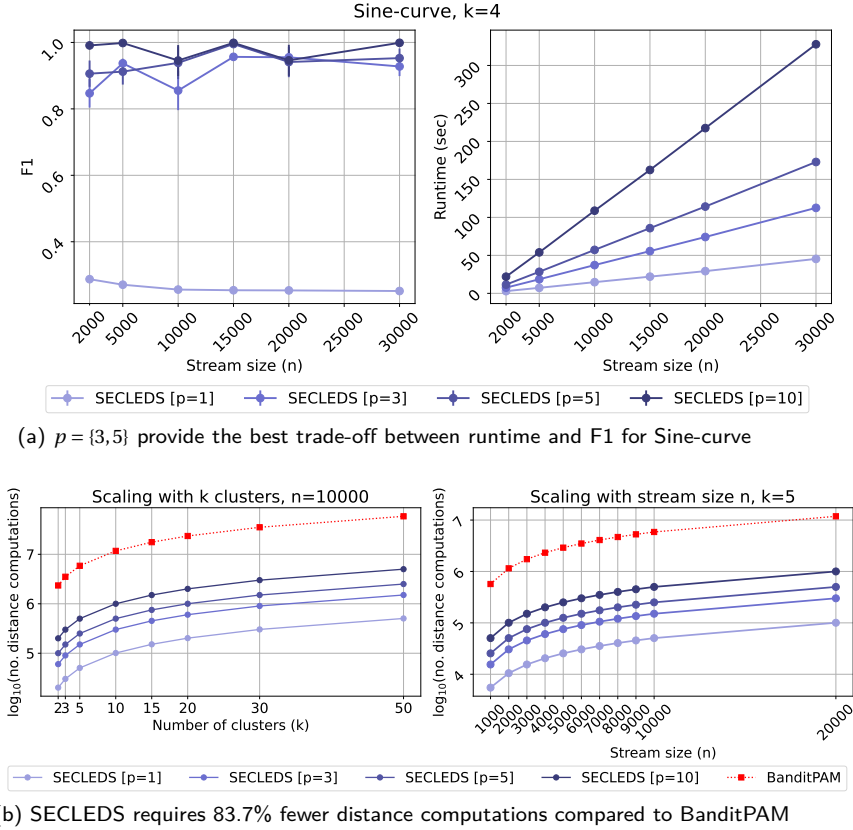 Sine-curve, k=4
1.0
0.8
0.6
0.4
F1
2000
5000
10000
15000
20000
30000
Stream size (n)
300
250
200
150
100
50
0
Runtime (sec)
2000
5000
10000
15000
20000
30000
Stream size (n)
SECLEDS [p=1] SECLEDS [p=3] SECLEDS [p=5] SECLEDS [p=10]
(a) p = {3,5} provide the best trade-off between runtime and F1 for Sine-curve
Scaling with k clusters, n=10000
log10(no. distance computations)
7
6
5
2 3 5 10 15 20 30 50
Number of clusters (k)
Scaling with stream size n, k=5
log10(no. distance computations)
7
6
5
4
1000
2000
3000
4000
5000
6000
7000
8000
9000
10000
20000
Stream size (n)
SECLEDS [p=1] SECLEDS [p=3] SECLEDS [p=5] SECLEDS [p=10] BanditPAM
b) SECLEDS requires 83.7% fewer distance computations compared to BanditPAM